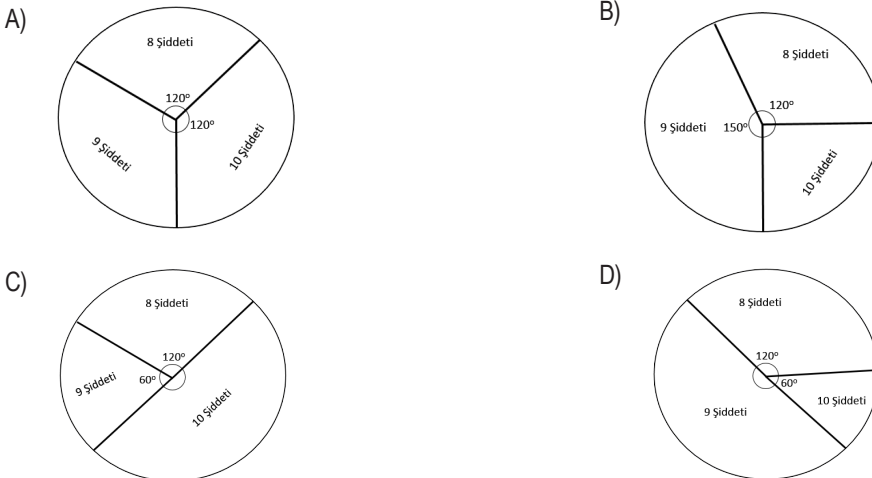 A)
8 Şiddeti
120°
120°
9 Şiddeti
10 Şiddeti
B)
8 Şiddeti
120°
9 Şiddeti
150°
10 Şiddeti
C)
8 Şiddeti
120°
60°
9 Şiddeti
10 Şiddeti
D)
8 Şiddeti
120°
60°
10 Şiddeti
9 Şiddeti